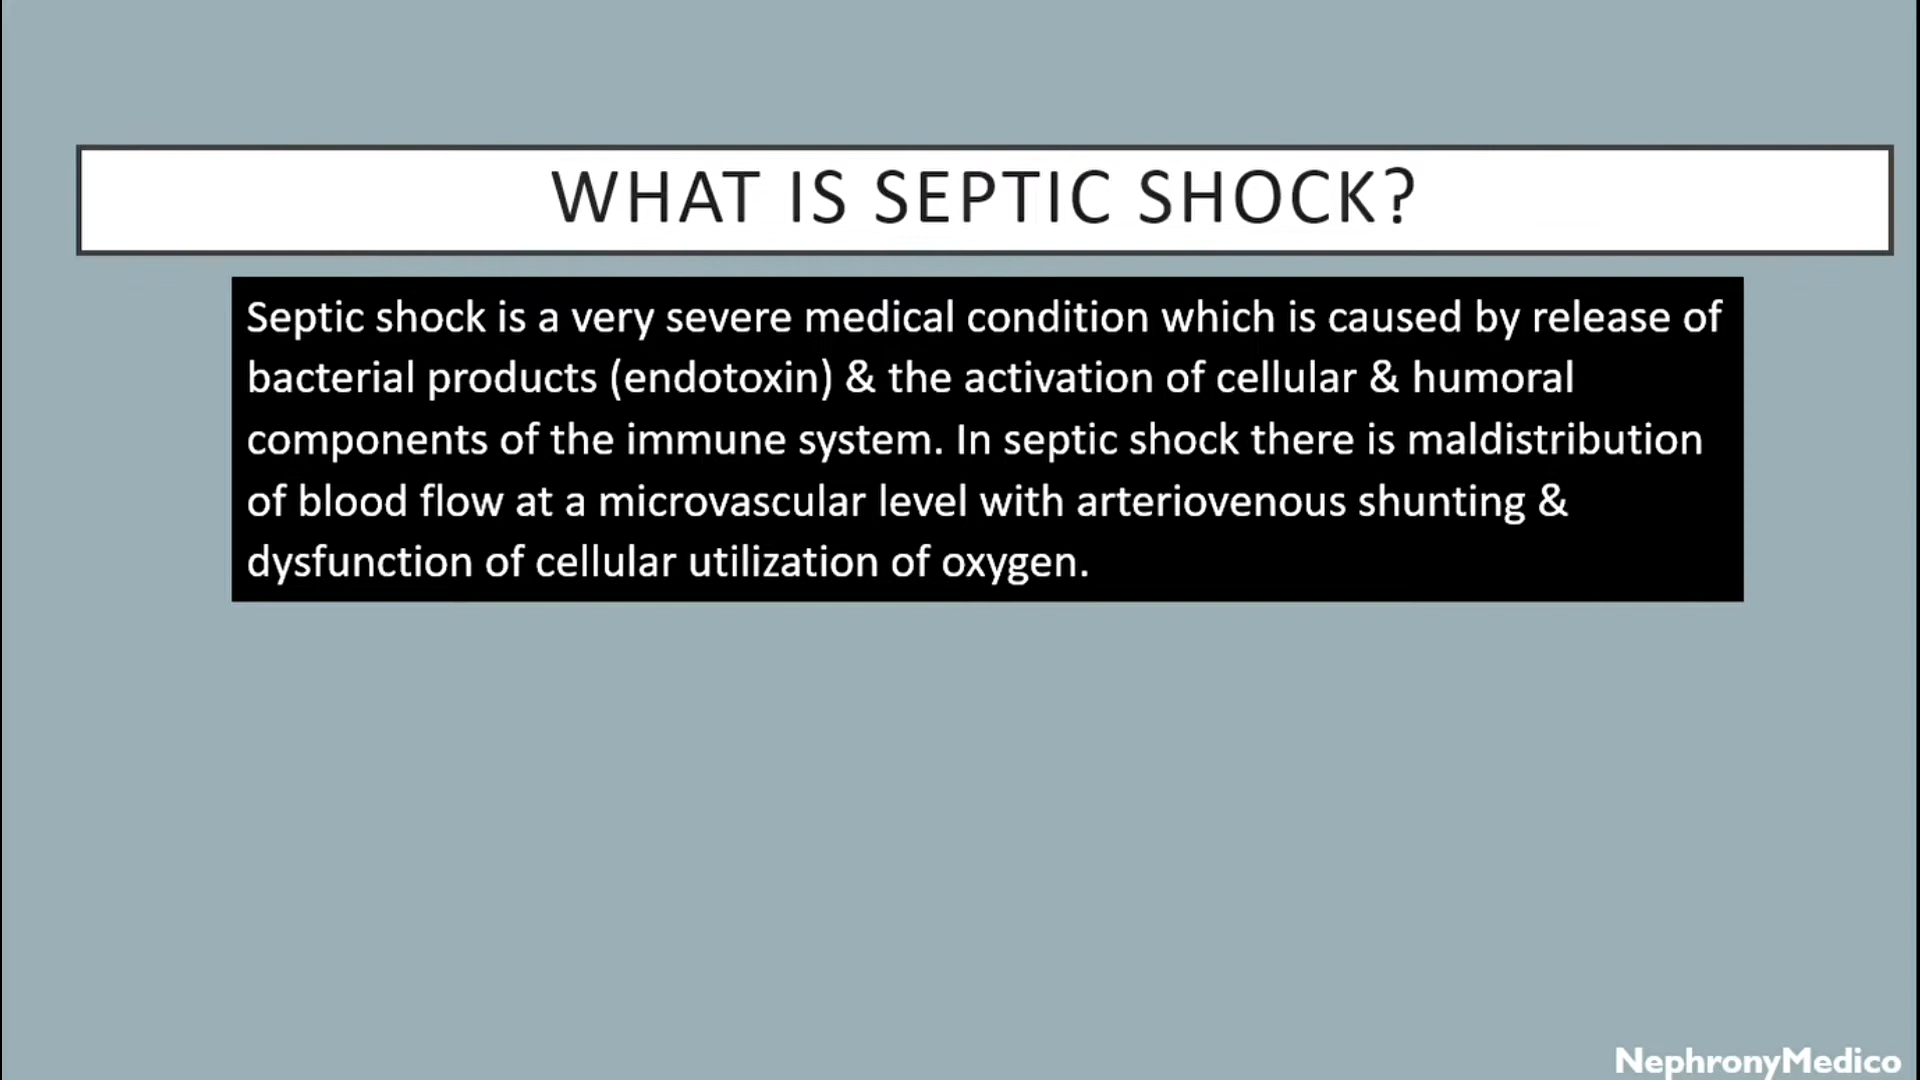 WHAT IS SEPTIC SHOCK?
Septic shock is a very severe medical condition which is caused by release of
bacterial products (endotoxin) & the activation of cellular & humoral
components of the immune system. In septic shock there is maldistribution
of blood flow at a microvascular level with arteriovenous shunting &
dysfunction of cellular utilization of oxygen.
NephronyMedico